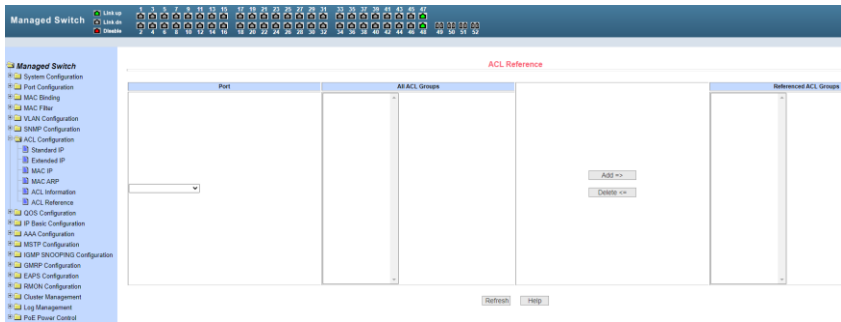 Managed Switch
Link up
Link do
Disable
1 3 5 7 9 11 13 15 17 19 21 23 25 27 29 31 33 35 37 39 41 43 45 47
2 4 6 8 10 12 14 16 18 20 22 24 26 28 30 32 34 36 38 40 42 44 46 48 49 50 51 52
Managed Switch
System Configuration
Port Configuration
MAC Binding
MAC Filter
VLAN Configuration
SNMP Configuration
ACL Configuration
Standard IP
Extended IP
MAC IP
MAC ARP
ACL Information
ACL Reference
QOS Configuration
IP Basic Configuration
AAA Configuration
MSTP Configuration
IGMP SNOOPING Configuration
GMRP Configuration
EAPS Configuration
RMON Configuration
Cluster Management
Log Management
PoE Power Control
ACL Reference
Port All ACL Groups Referenced ACL Groups
Add =>
Delete <=
Refresh Help